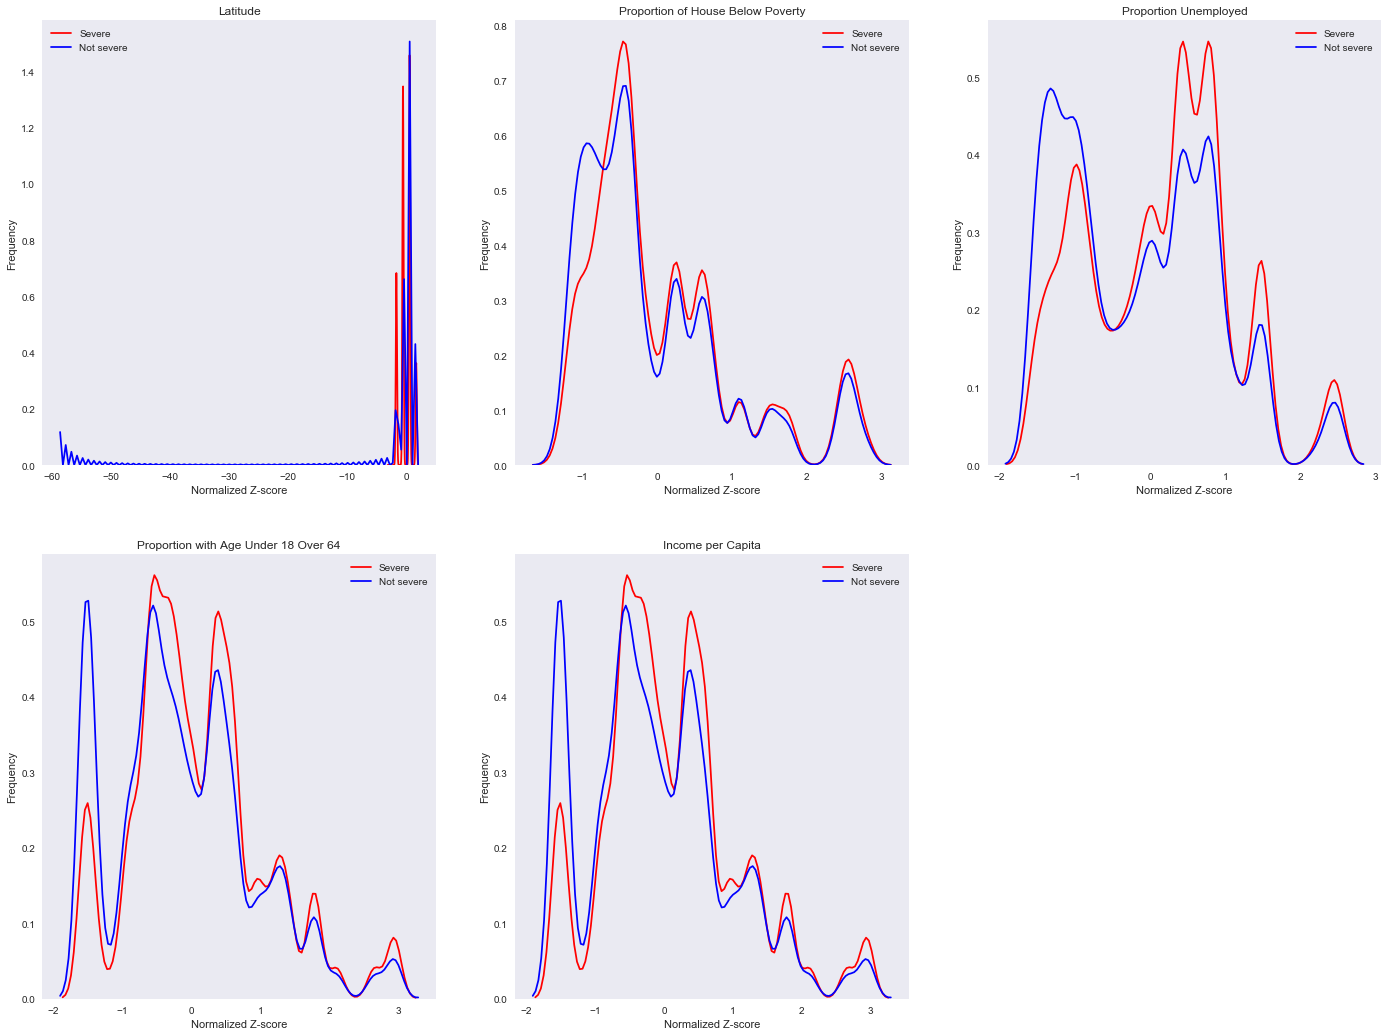 Latitude
Severe
Not severe
Frequency
1.4
1.2
1.0
0.8
0.6
0.4
0.2
0.0
−60 −50 −40 −30 −20 −10 0
Normalized Z-score
Proportion of House Below Poverty
Severe
Not severe
Frequency
0.8
0.7
0.6
0.5
0.4
0.3
0.2
0.1
0.0
−1 0 1 2 3
Normalized Z-score
Proportion Unemployed
Severe
Not severe
Frequency
0.5
0.4
0.3
0.2
0.1
0.0
−2 −1 0 1 2 3
Normalized Z-score
Proportion with Age Under 18 Over 64
Severe
Not severe
Frequency
0.5
0.4
0.3
0.2
0.1
0.0
−2 −1 0 1 2 3
Normalized Z-score
Income per Capita
Severe
Not severe
Frequency
0.5
0.4
0.3
0.2
0.1
0.0
−2 −1 0 1 2 3
Normalized Z-score